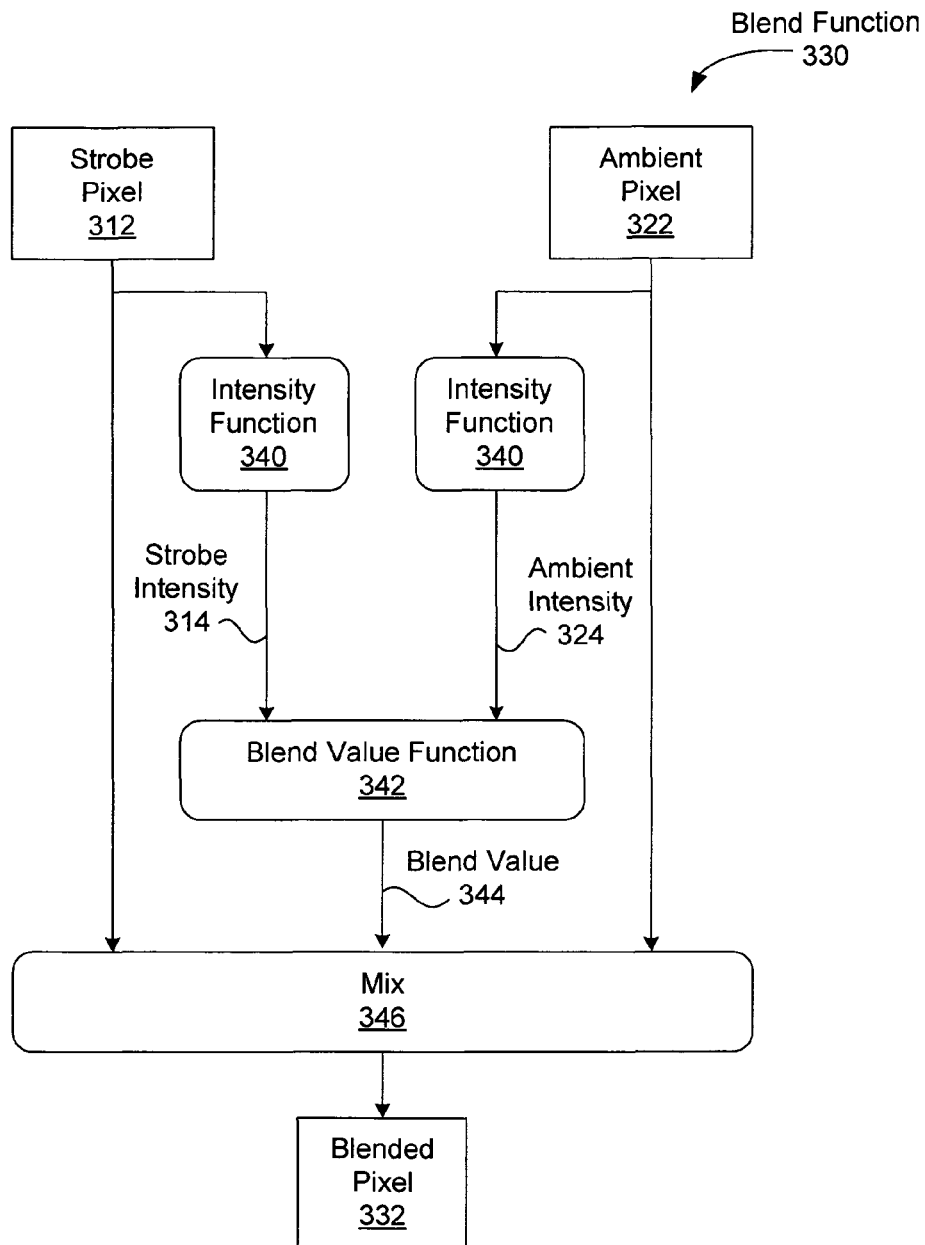 Blend Function
330
Strobe
Pixel
312
Ambient
Pixel
322
Intensity
Function
340
Intensity
Function
340
Strobe
Intensity
314
Ambient
Intensity
324
Blend Value Function
342
Blend Value
344
Mix
346
Blended
Pixel
332